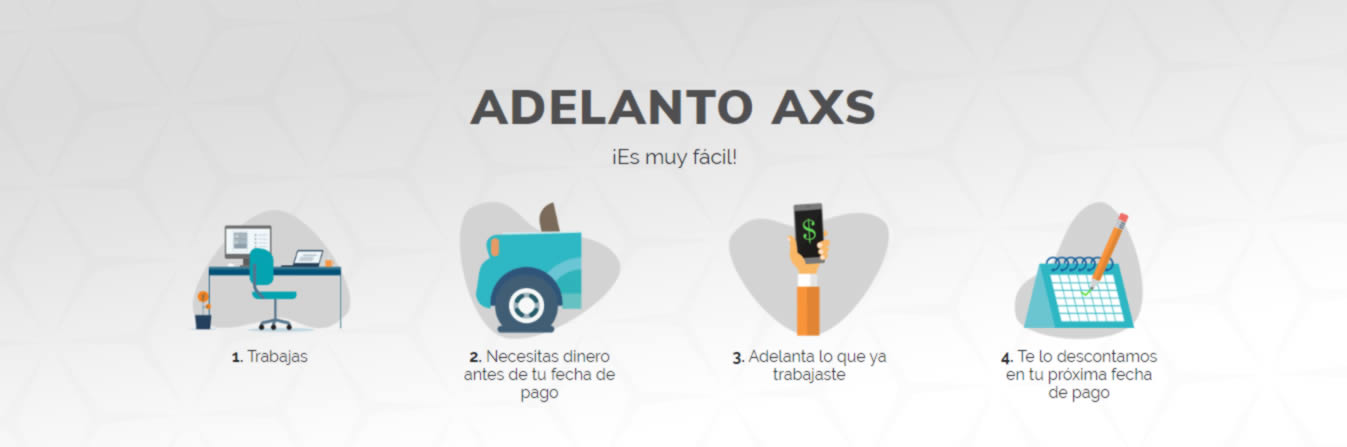 ADELANTO AXS
¡Es muy fácil!
1. Trabajas
2. Necesitas dinero
antes de tu fecha de
pago
3. Adelanta lo que ya
trabajaste
4. Te lo descontamos
en tu próxima fecha
de pago
$